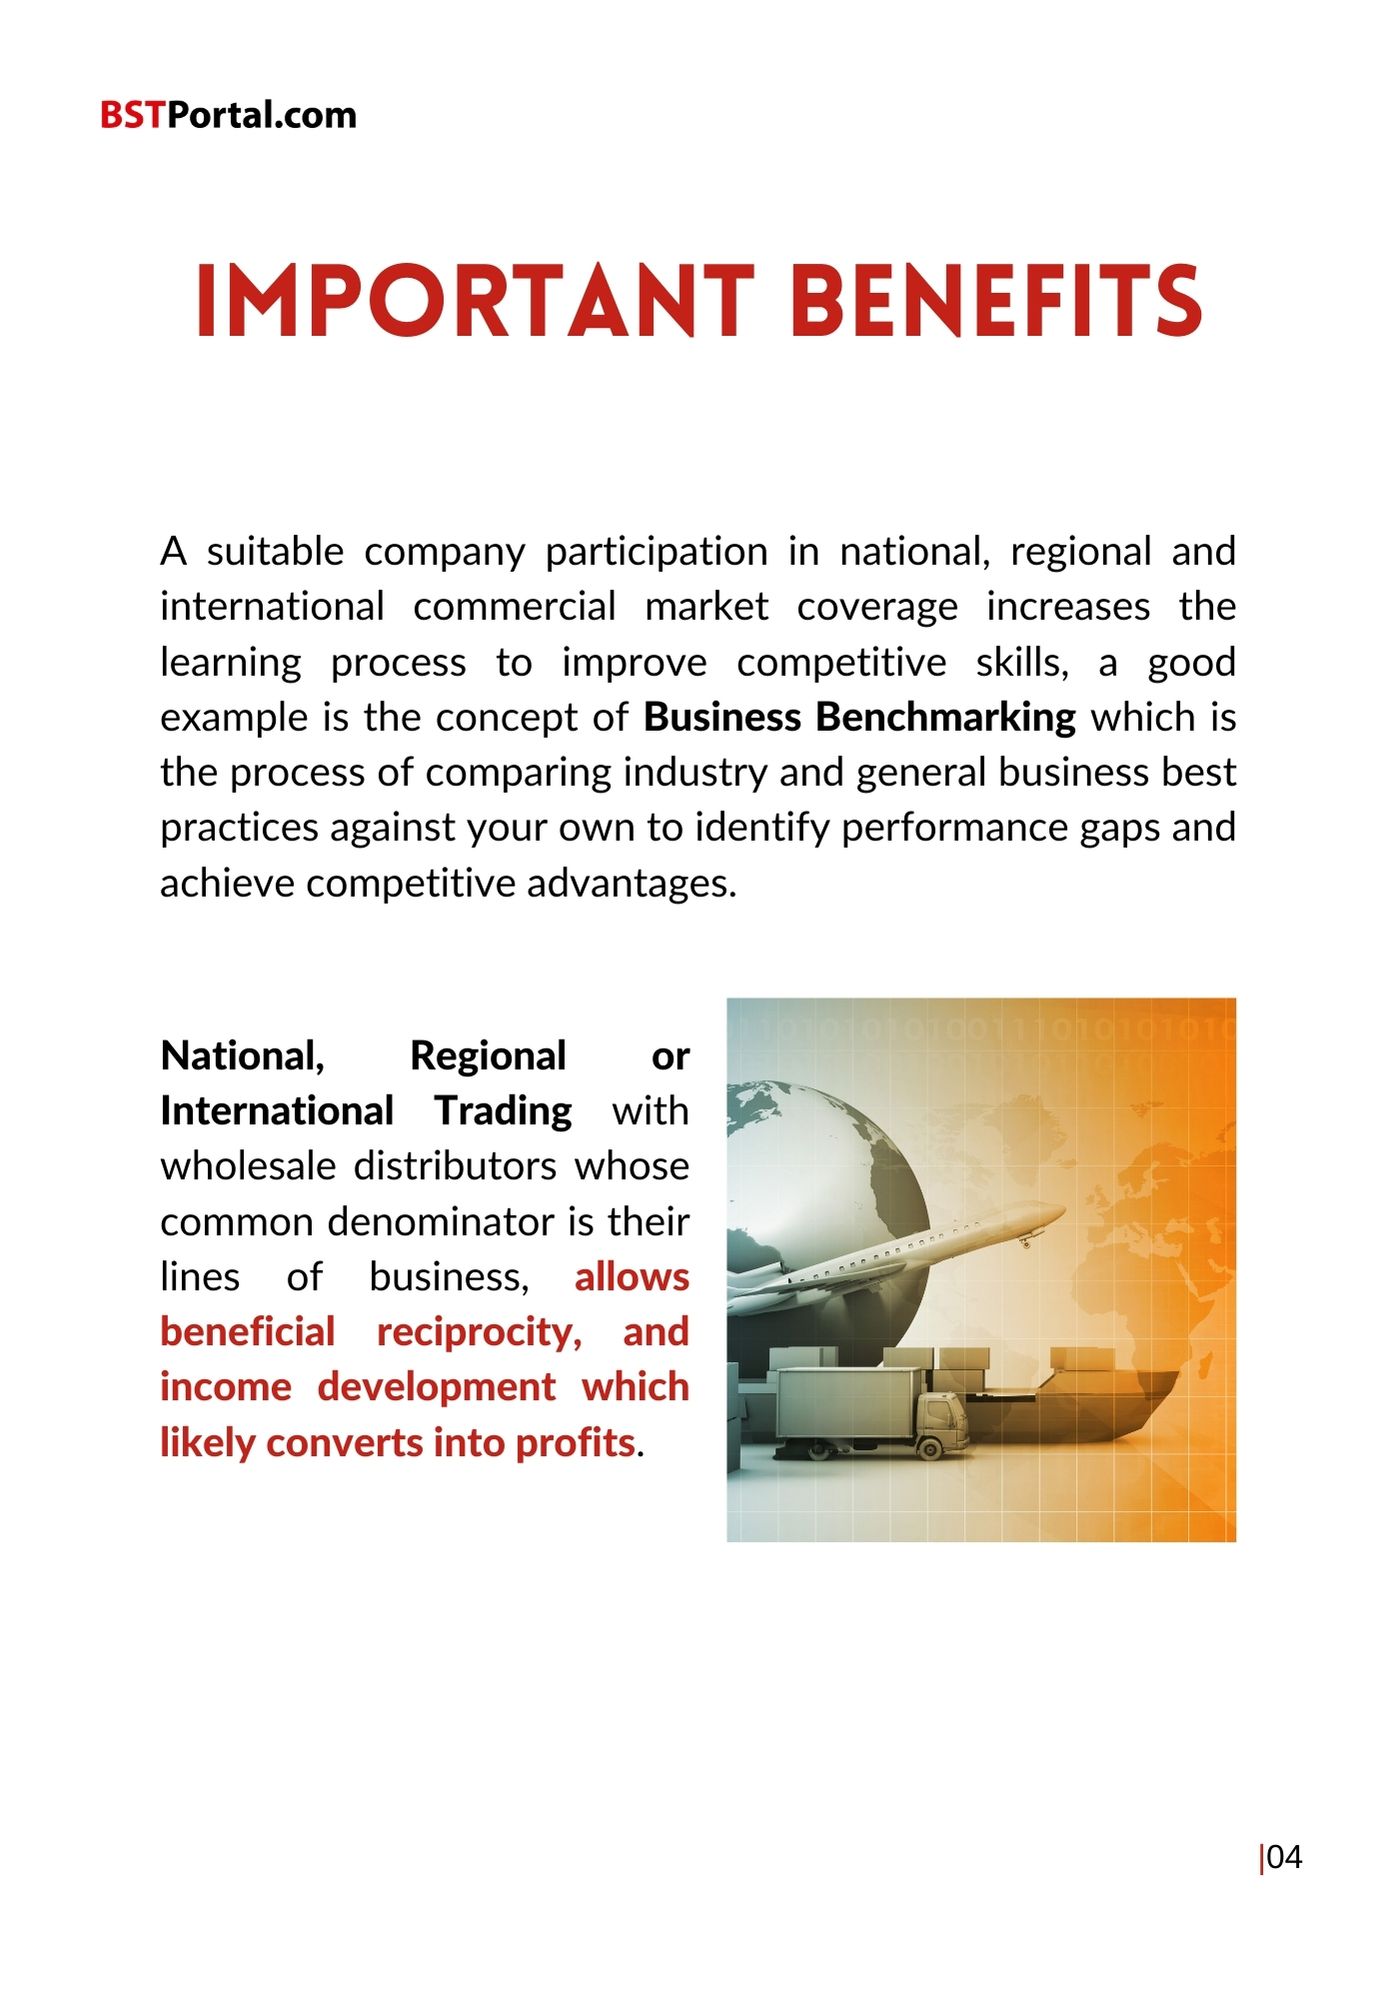 BSTPortal.com
IMPORTANT BENEFITS
A suitable company participation in national, regional and
international commercial market coverage increases the
learning process to improve competitive skills, a good
example is the concept of Business Benchmarking which is
the process of comparing industry and general business best
practices against your own to identify performance gaps and
achieve competitive advantages.
National, Regional or
International Trading with
wholesale distributors whose
common denominator is their
lines of business, allows
beneficial reciprocity, and
income development which
likely converts into profits.
|04